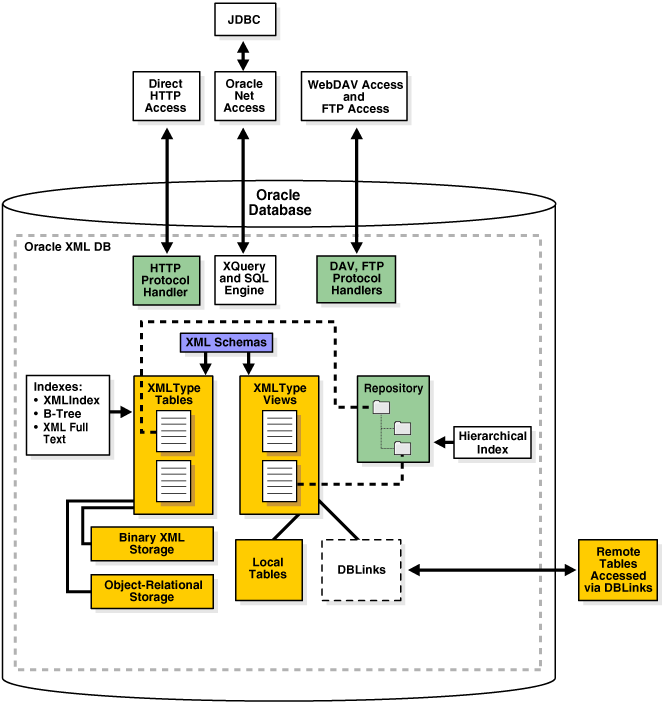 JDBC
Direct
HTTP
Access
Oracle
Net
Access
WebDAV Access
and
FTP Access
Oracle
Database
Oracle XML DB
HTTP
Protocol
Handler
XQuery
and SQL
Engine
DAV, FTP
Protocol
Handlers
XML Schemas
Indexes:
• XMLIndex
• B-Tree
• XML Full
Text
XMLType
Tables
XMLType
Views
Repository
Hierarchical
Index
Binary XML
Storage
Object-Relational
Storage
Local
Tables
DBLinks
Remote
Tables
Accessed
via DBLinks